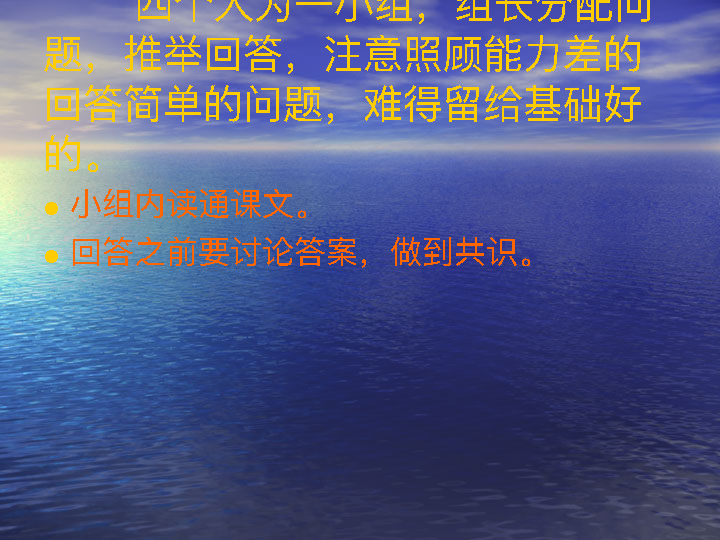 四个人为一小组，组长分配问
题，推举回答，注意照顾能力差的
回答简单的问题，难得留给基础好
的。
小组内读通课文。
回答之前要讨论答案，做到共识。